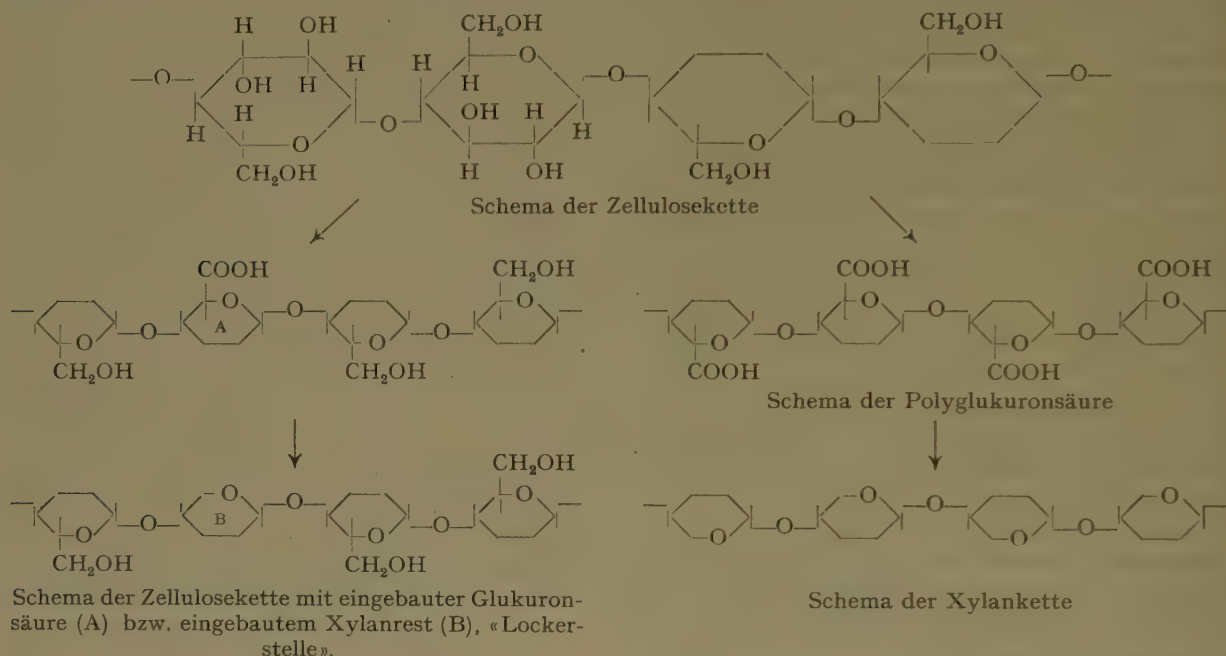 H OH CH₂OH CH₂OH
H H H O O
—O— OH H H O O —O—
H OH H
H O O H H O O
CH₂OH H OH CH₂OH
Schema der Zellulosekette
COOH CH₂OH COOH COOH
O O O O O
A
O O O O O O O O
CH₂OH CH₂OH COOH COOH
Schema der Polyglukuronsäure
CH₂OH
O O O O O O
B
O O O O O O O O
CH₂OH CH₂OH
Schema der Zellulosekette mit eingebauter Glukuron-
säure (A) bzw. eingebautem Xylanrest (B), «Locker-
stelle».
Schema der Xylankette